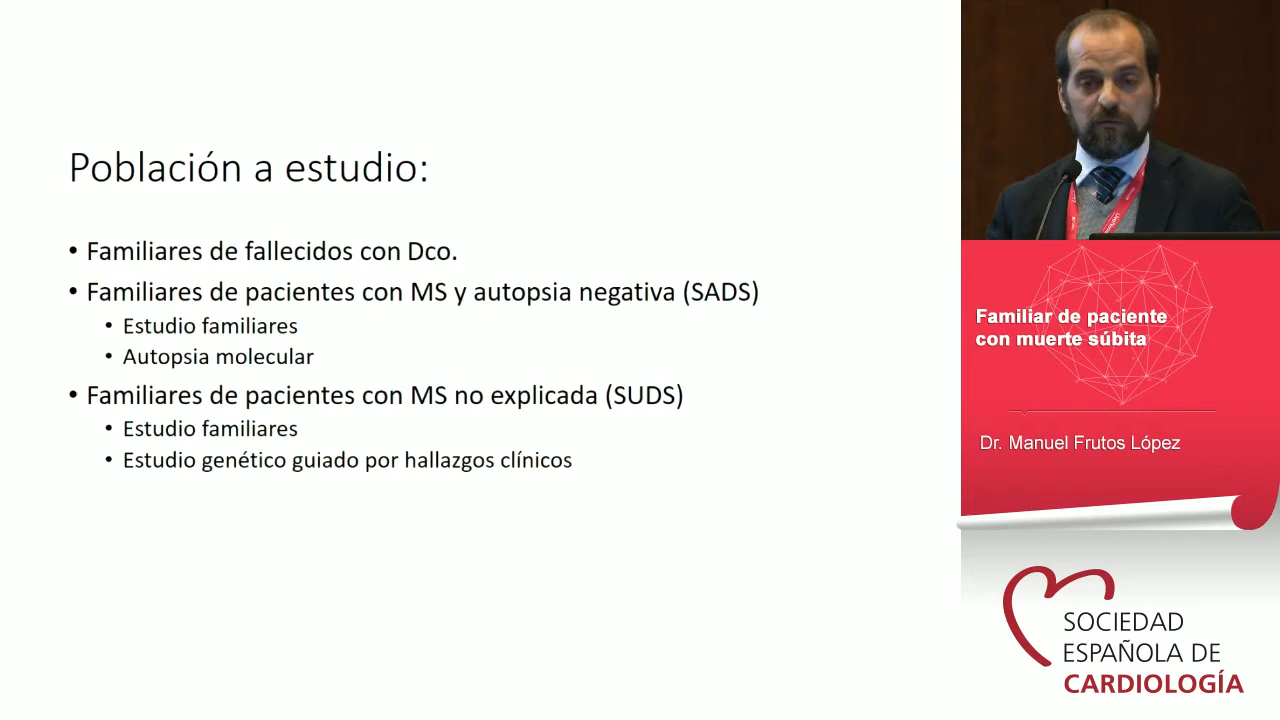 Población a estudio:
• Familiares de fallecidos con Dco.
• Familiares de pacientes con MS y autopsia negativa (SADS)
• Estudio familiares
• Autopsia molecular
• Familiares de pacientes con MS no explicada (SUDS)
• Estudio familiares
• Estudio genético guiado por hallazgos clínicos
Familiar de paciente
con muerte súbita
Dr. Manuel Frutos López
SOCIEDAD
ESPAÑOLA DE
CARDIOLOGÍA